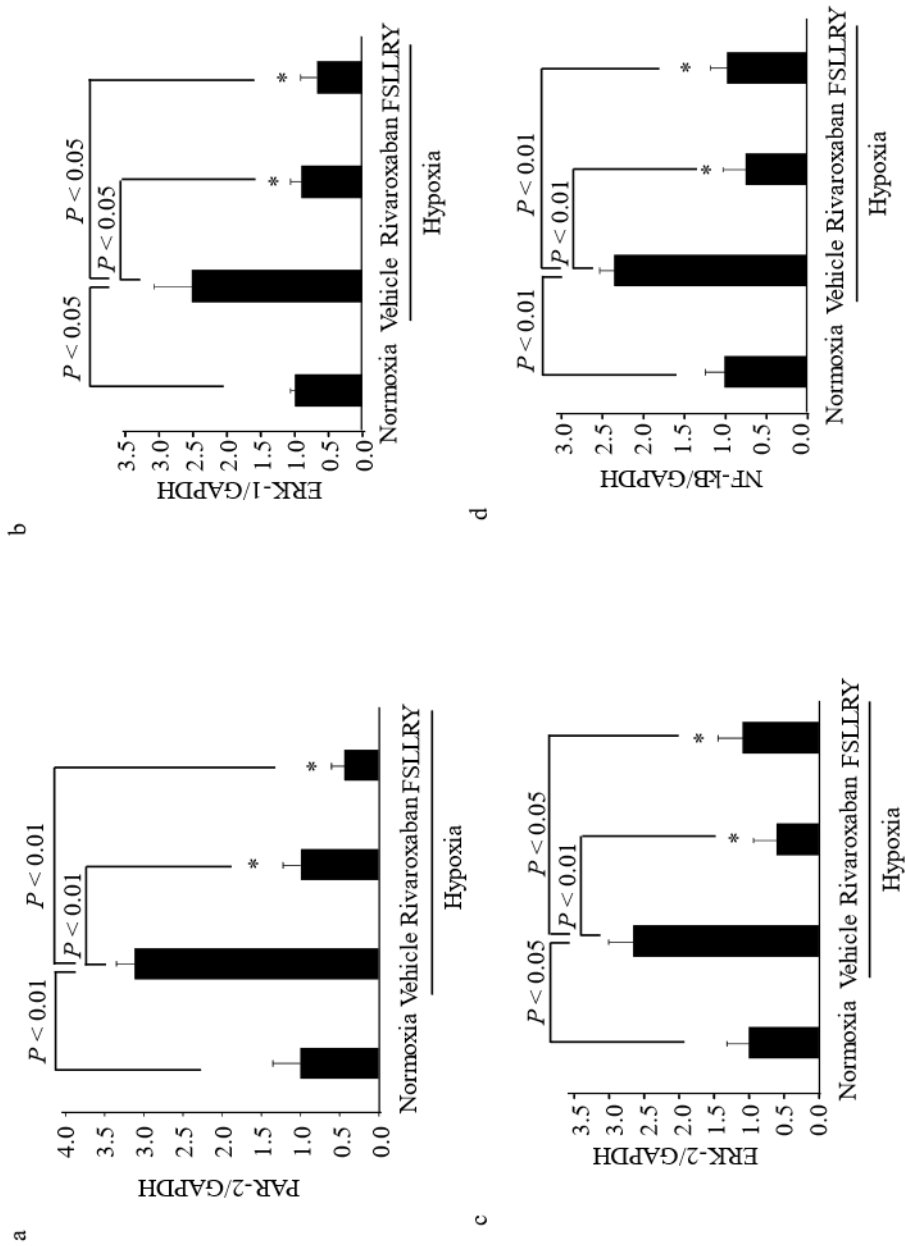 a
PAR-2/GAPDH
4.0
3.5
3.0
2.5
2.0
1.5
1.0
0.5
0.0
P < 0.01
P < 0.01
P < 0.01
*
*
Normoxia Vehicle Rivaroxaban FSLLRY
Hypoxia
b
ERK-1/GAPDH
3.5
3.0
2.5
2.0
1.5
1.0
0.5
0.0
P < 0.05
P < 0.05
P < 0.05
*
*
Normoxia Vehicle Rivaroxaban FSLLRY
Hypoxia
c
ERK-2/GAPDH
3.5
3.0
2.5
2.0
1.5
1.0
0.5
0.0
P < 0.05
P < 0.05
P < 0.01
*
*
Normoxia Vehicle Rivaroxaban FSLLRY
Hypoxia
d
NF-kB/GAPDH
3.0
2.5
2.0
1.5
1.0
0.5
0.0
P < 0.01
P < 0.01
P < 0.01
*
*
Normoxia Vehicle Rivaroxaban FSLLRY
Hypoxia